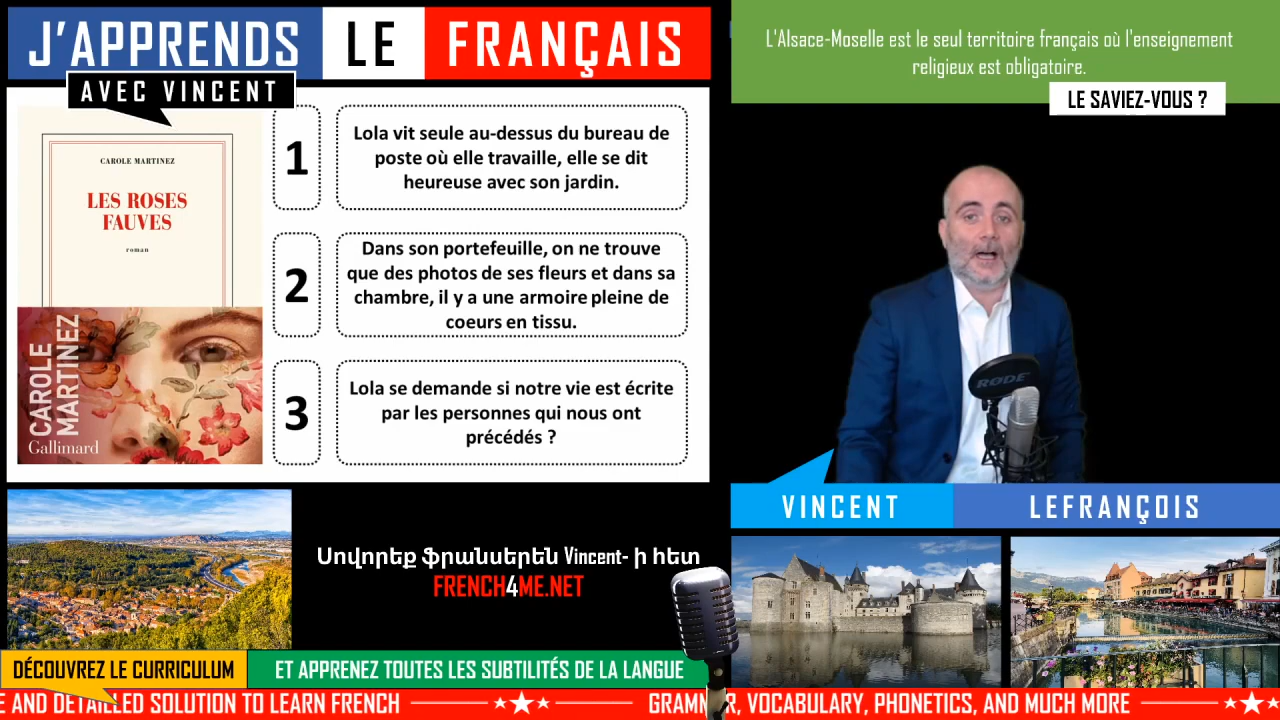 J'APPRENDS LE FRANÇAIS
AVEC VINCENT
CAROLE MARTINEZ
LES ROSES
FAUVES
roman
CAROLE
MARTINEZ
Gallimard
1
Lola vit seule au-dessus du bureau de
poste où elle travaille, elle se dit
heureuse avec son jardin.
2
Dans son portefeuille, on ne trouve
que des photos de ses fleurs et dans sa
chambre, il y a une armoire pleine de
coeurs en tissu.
3
Lola se demande si notre vie est écrite
par les personnes qui nous ont
précédés ?
L'Alsace-Moselle est le seul territoire français où l'enseignement
religieux est obligatoire.
LE SAVIEZ-VOUS ?
RØDE
VINCENT LEFRANÇOIS
Սովորեք ֆրանսերեն Vincent- ի հետ
FRENCH4ME.NET
DÉCOUVREZ LE CURRICULUM
ET APPRENEZ TOUTES LES SUBTILITÉS DE LA LANGUE
E AND DETAILLED SOLUTION TO LEARN FRENCH
GRAMMAR, VOCABULARY, PHONETICS, AND MUCH MORE